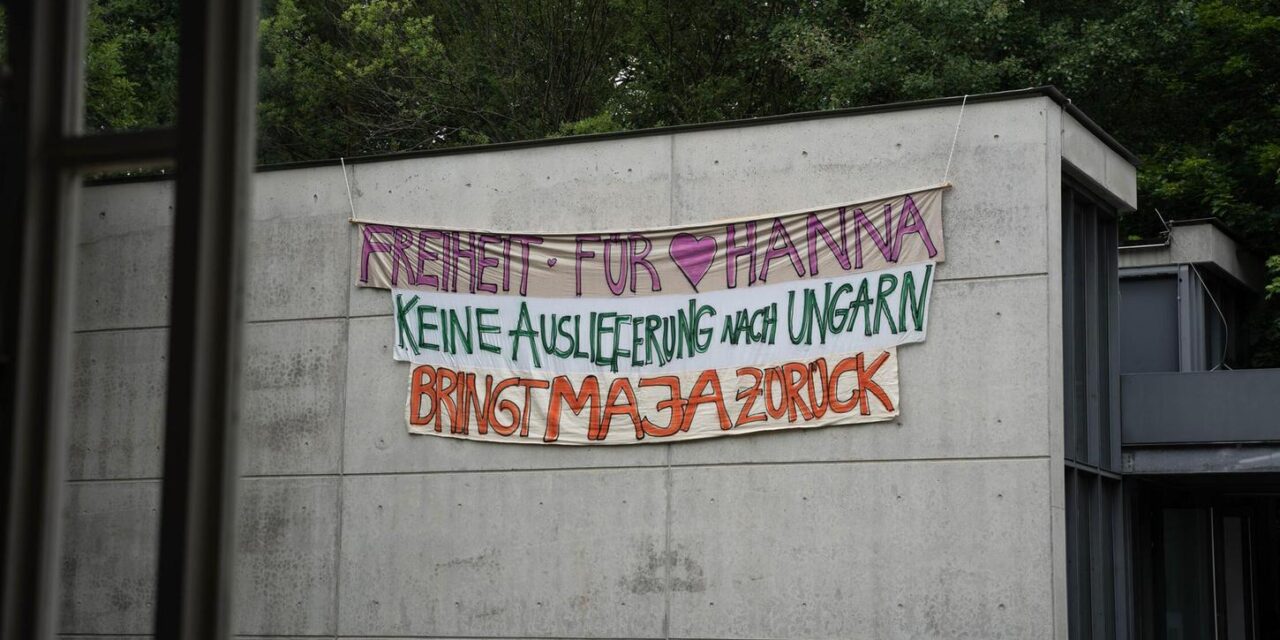 FREIHEIT FÜR HANNA
KEINE AUSLIEFERUNG NACH UNGARN
BRINGT MAJA ZURÜCK